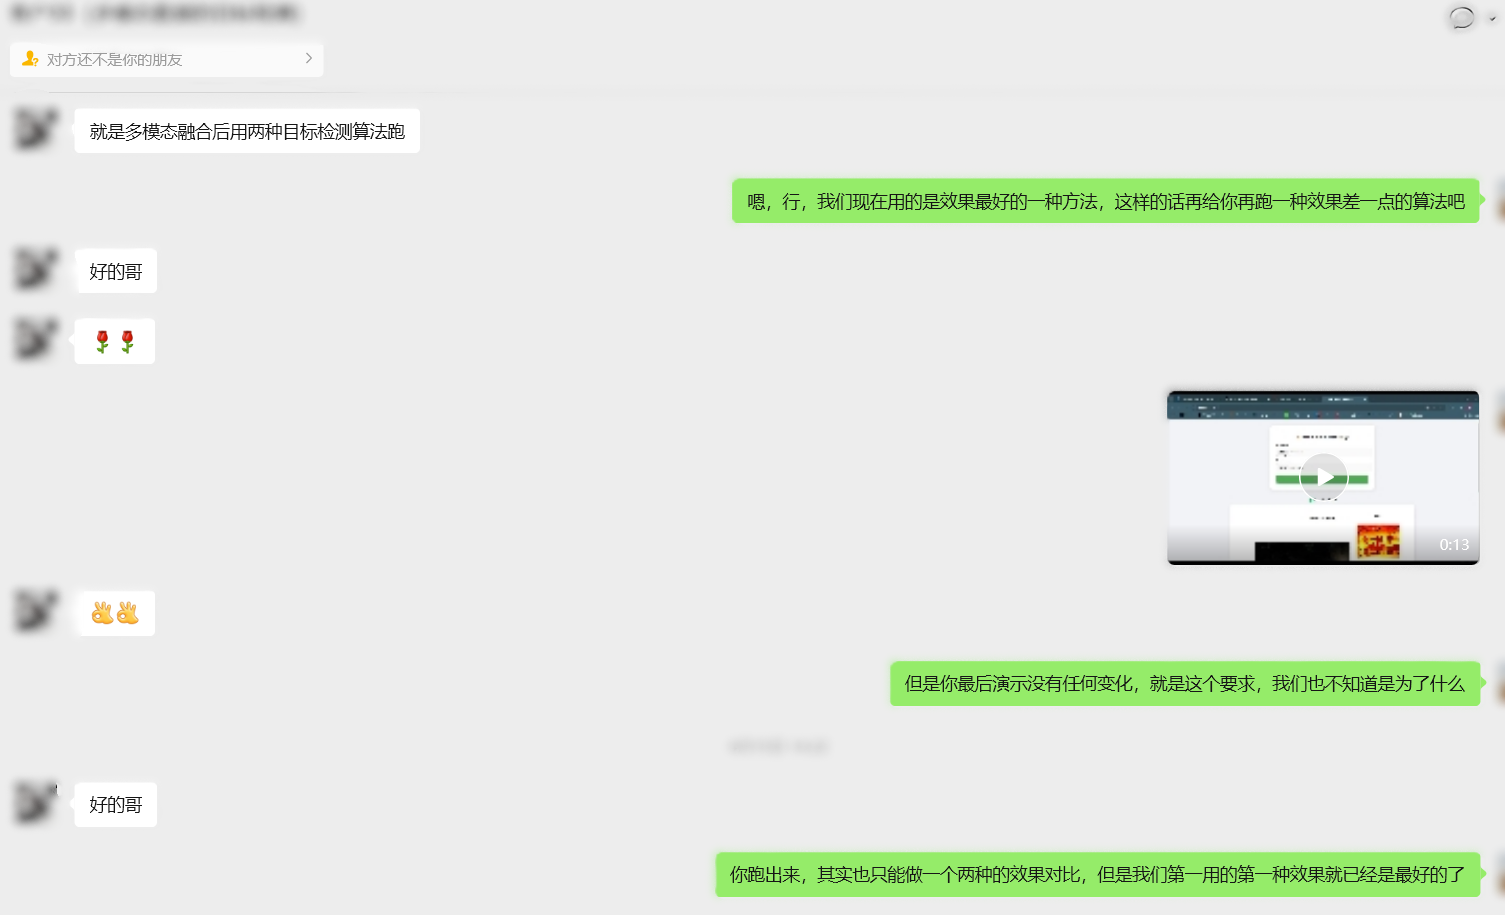 对方还不是你的朋友
就是多模态融合后用两种目标检测算法跑
嗯，行，我们现在用的是效果最好的一种方法，这样的话再给你再跑一种效果差一点的算法吧
好的哥
0:13
但是你最后演示没有任何变化，就是这个要求，我们也不知道是为了什么
好的哥
你跑出来，其实也只能做一个两种的效果对比，但是我们第一用的第一种效果就已经是最好的了